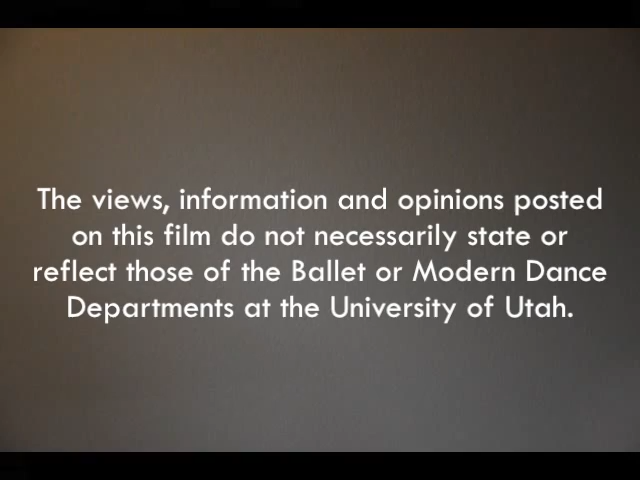 The views, information and opinions posted
on this film do not necessarily state or
reflect those of the Ballet or Modern Dance
Departments at the University of Utah.